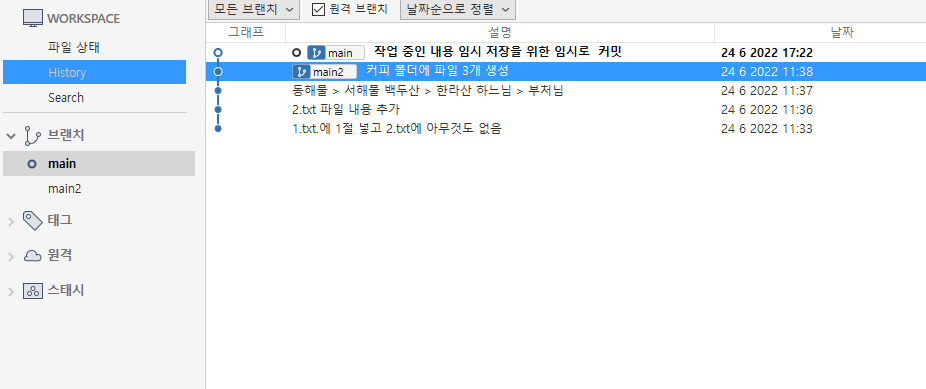 WORKSPACE
파일 상태
History
Search
브랜치
main
main2
태그
원격
스태시
모든 브랜치 원격 브랜치 날짜순으로 정렬
그래프 설명 날짜
main 작업 중인 내용 임시 저장을 위한 임시로 커밋 24 6 2022 17:22
main2 커피 폴더에 파일 3개 생성 24 6 2022 11:38
동해물 > 서해물 백두산 > 한라산 하느님 > 부처님 24 6 2022 11:37
2.txt 파일 내용 추가 24 6 2022 11:36
1.txt.에 1절 넣고 2.txt에 아무것도 없음 24 6 2022 11:33